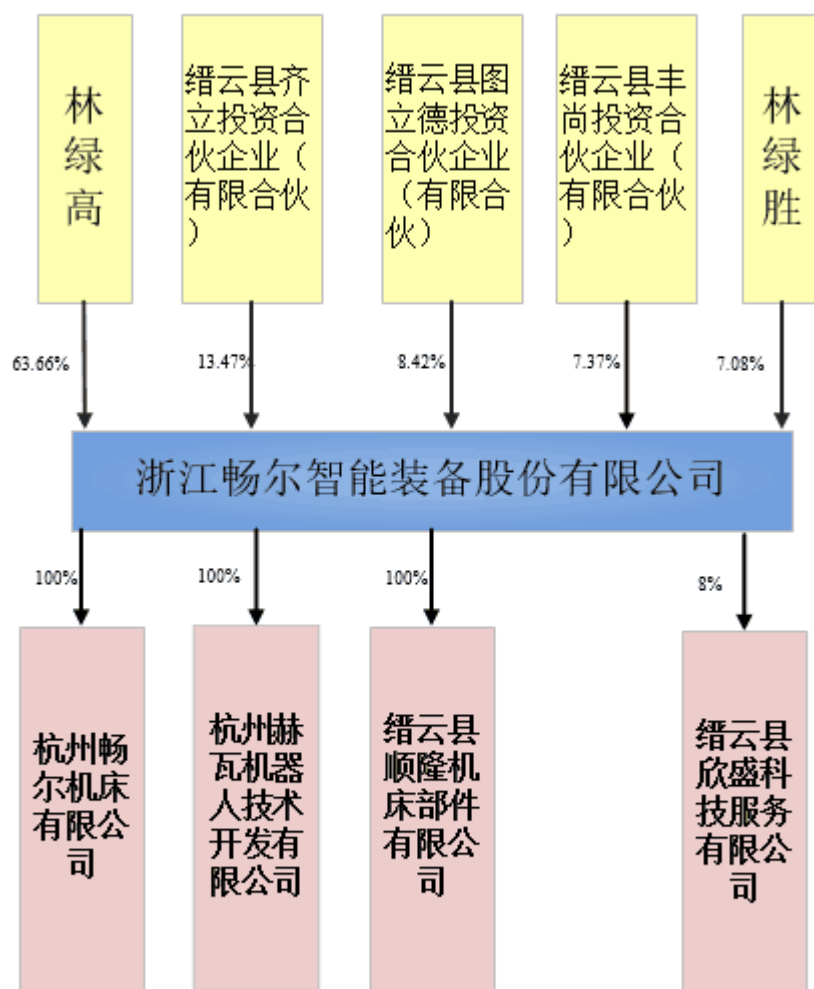 林
绿
高
缙云县齐
立投资合
伙企业（
有限合伙
）
缙云县图
立德投资
合伙企业
（有限合
伙）
缙云县丰
尚投资合
伙企业（
有限合伙
）
林
绿
胜
63.66%
13.47%
8.42%
7.37%
7.08%
浙江畅尔智能装备股份有限公司
100%
100%
100%
8%
杭州畅
尔机床
有限公
司
杭州赫
瓦机器
人技术
开发有
限公司
缙云县
顺隆机
床部件
有限公
司
缙云县
欣盛科
技服务
有限公
司